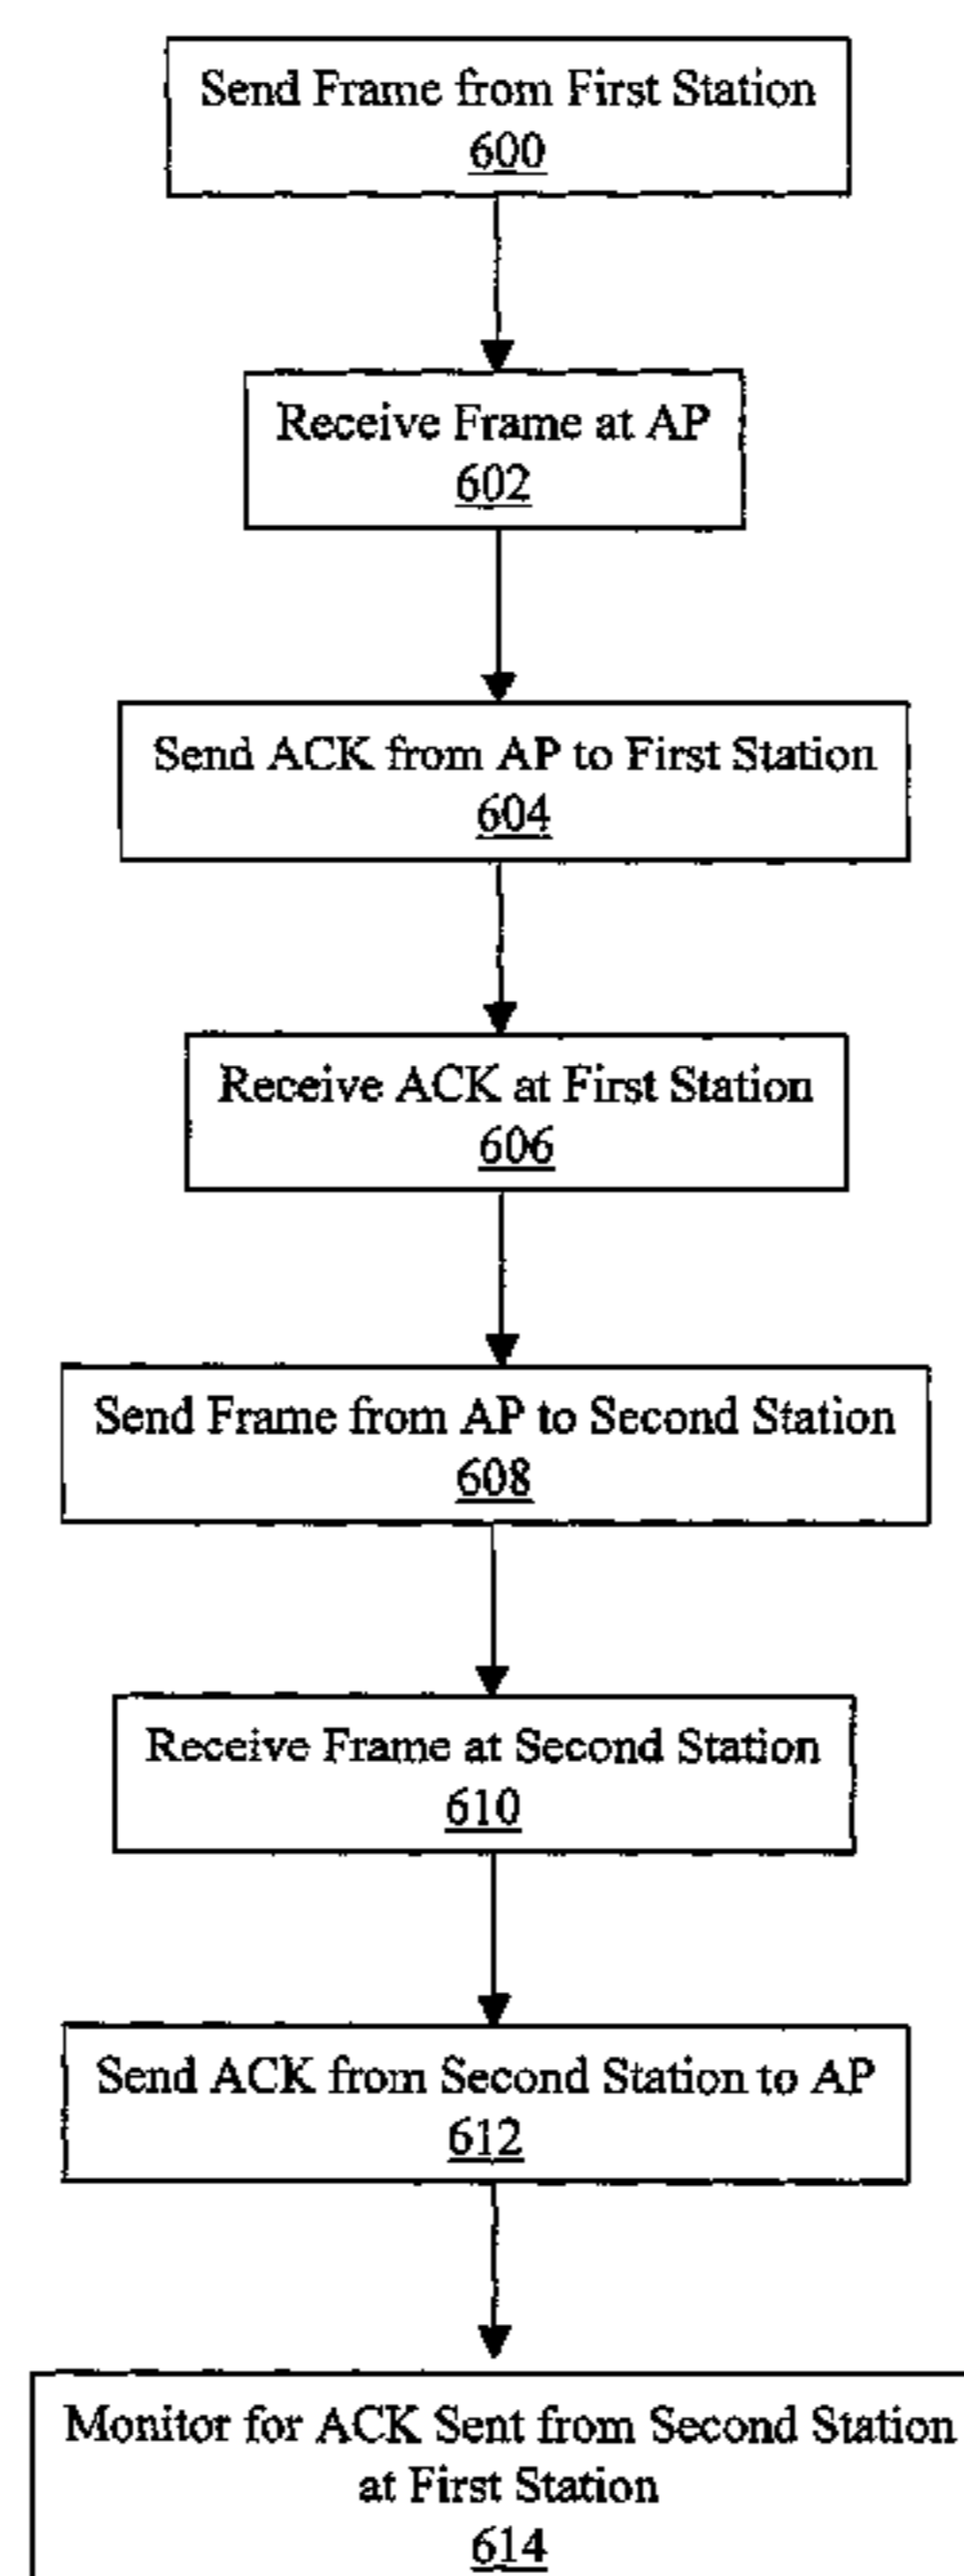 Send Frame from First Station
600
Receive Frame at AP
602
Send ACK from AP to First Station
604
Receive ACK at First Station
606
Send Frame from AP to Second Station
608
Receive Frame at Second Station
610
Send ACK from Second Station to AP
612
Monitor for ACK Sent from Second Station
at First Station
614